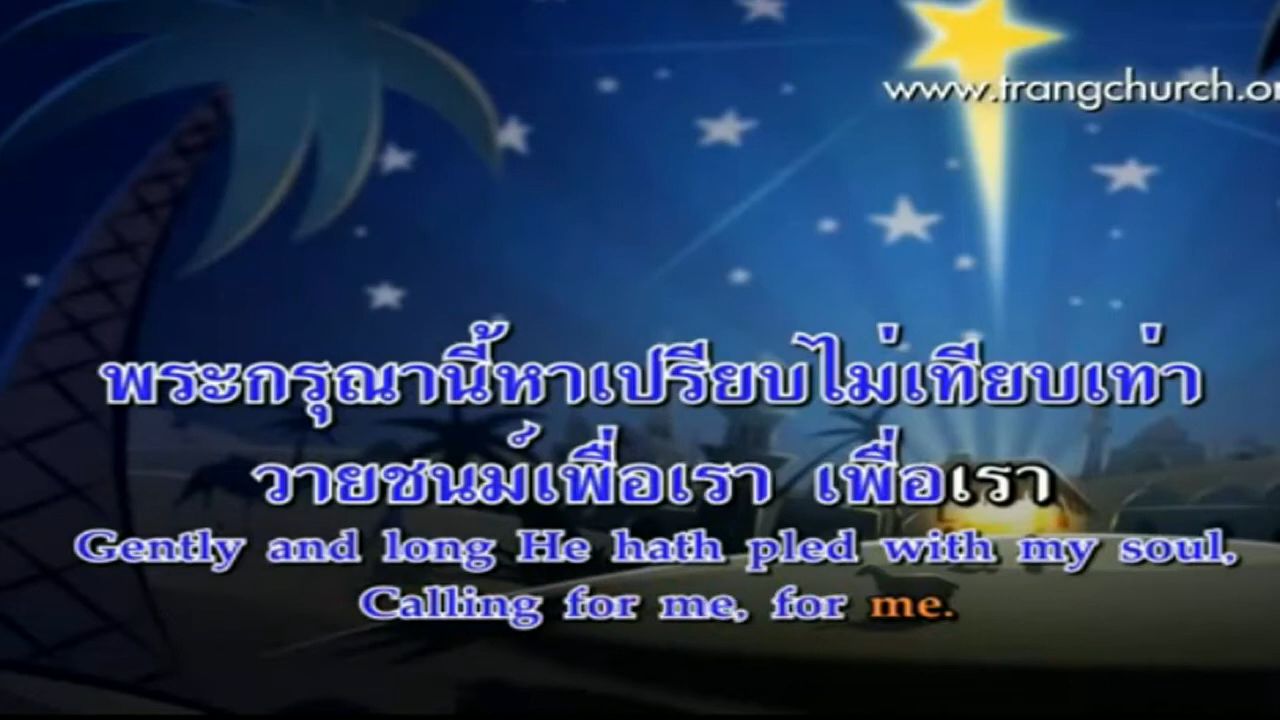 www.trangchurch.or
พระกรุณานี้หาเปรียบไม่เทียบเท่า
วายชนม์เพื่อเรา เพื่อเรา
Gently and long He hath pled with my soul,
Calling for me, for me.